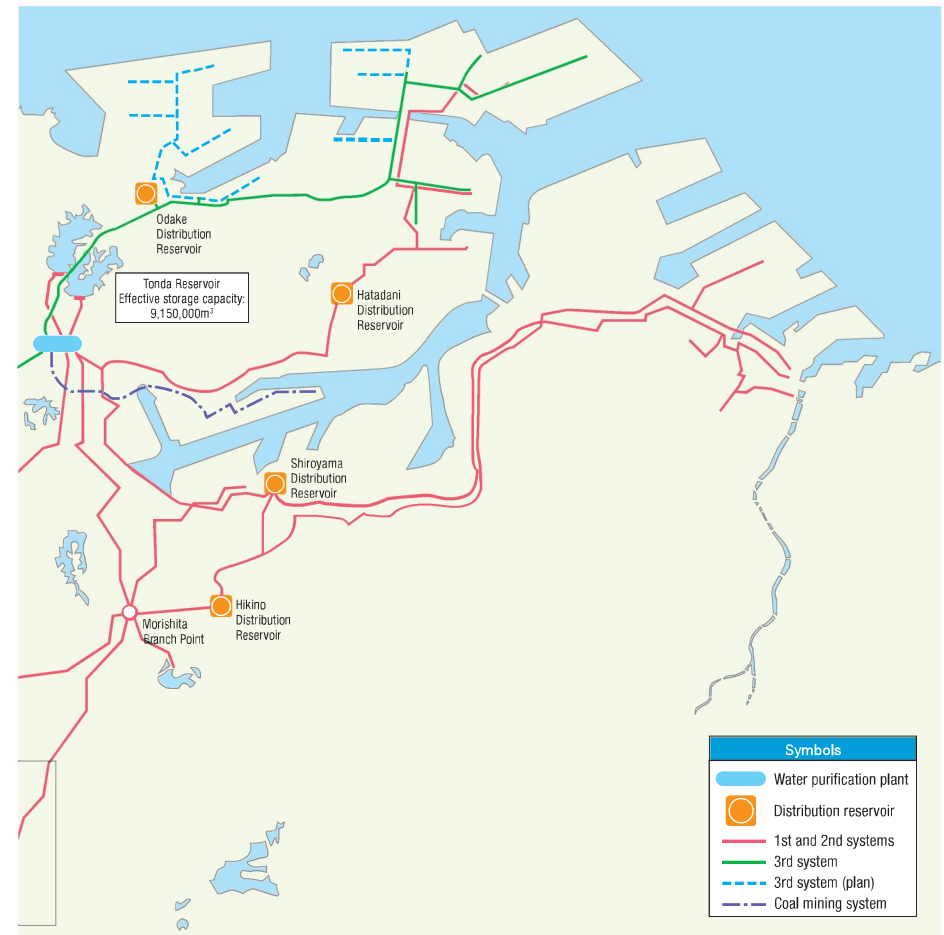 Odake
Distribution
Reservoir
Tonda Reservoir
Effective storage capacity:
9,150,000m³
Hatadani
Distribution
Reservoir
Shiroyama
Distribution
Reservoir
Hikino
Distribution
Reservoir
Morishita
Branch Point
Symbols
Water purification plant
Distribution reservoir
1st and 2nd systems
3rd system
3rd system (plan)
Coal mining system